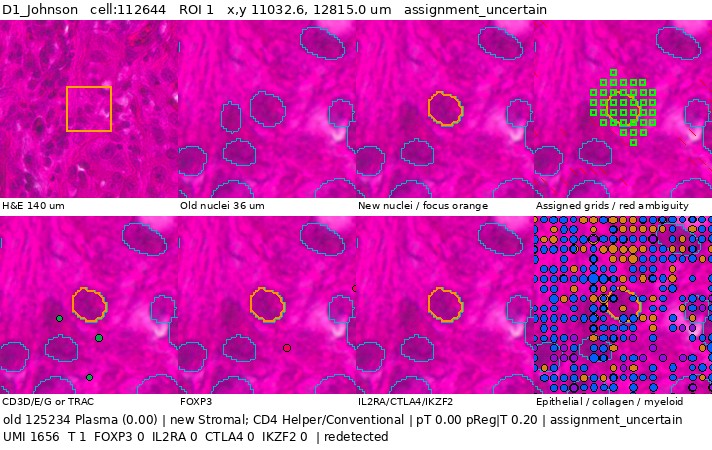 D1_Johnson cell:112644 ROI 1 x,y 11032.6, 12815.0 um assignment_uncertain
H&E 140 um
Old nuclei 36 um
New nuclei / focus orange
Assigned grids / red ambiguity
CD3D/E/G or TRAC
FOXP3
IL2RA/CTLA4/IKZF2
Epithelial / collagen / myeloid
old 125234 Plasma (0.00) | new Stromal; CD4 Helper/Conventional | pT 0.00 pReg|T 0.20 | assignment_uncertain
UMI 1656 T 1 FOXP3 0 IL2RA 0 CTLA4 0 IKZF2 0 | redetected